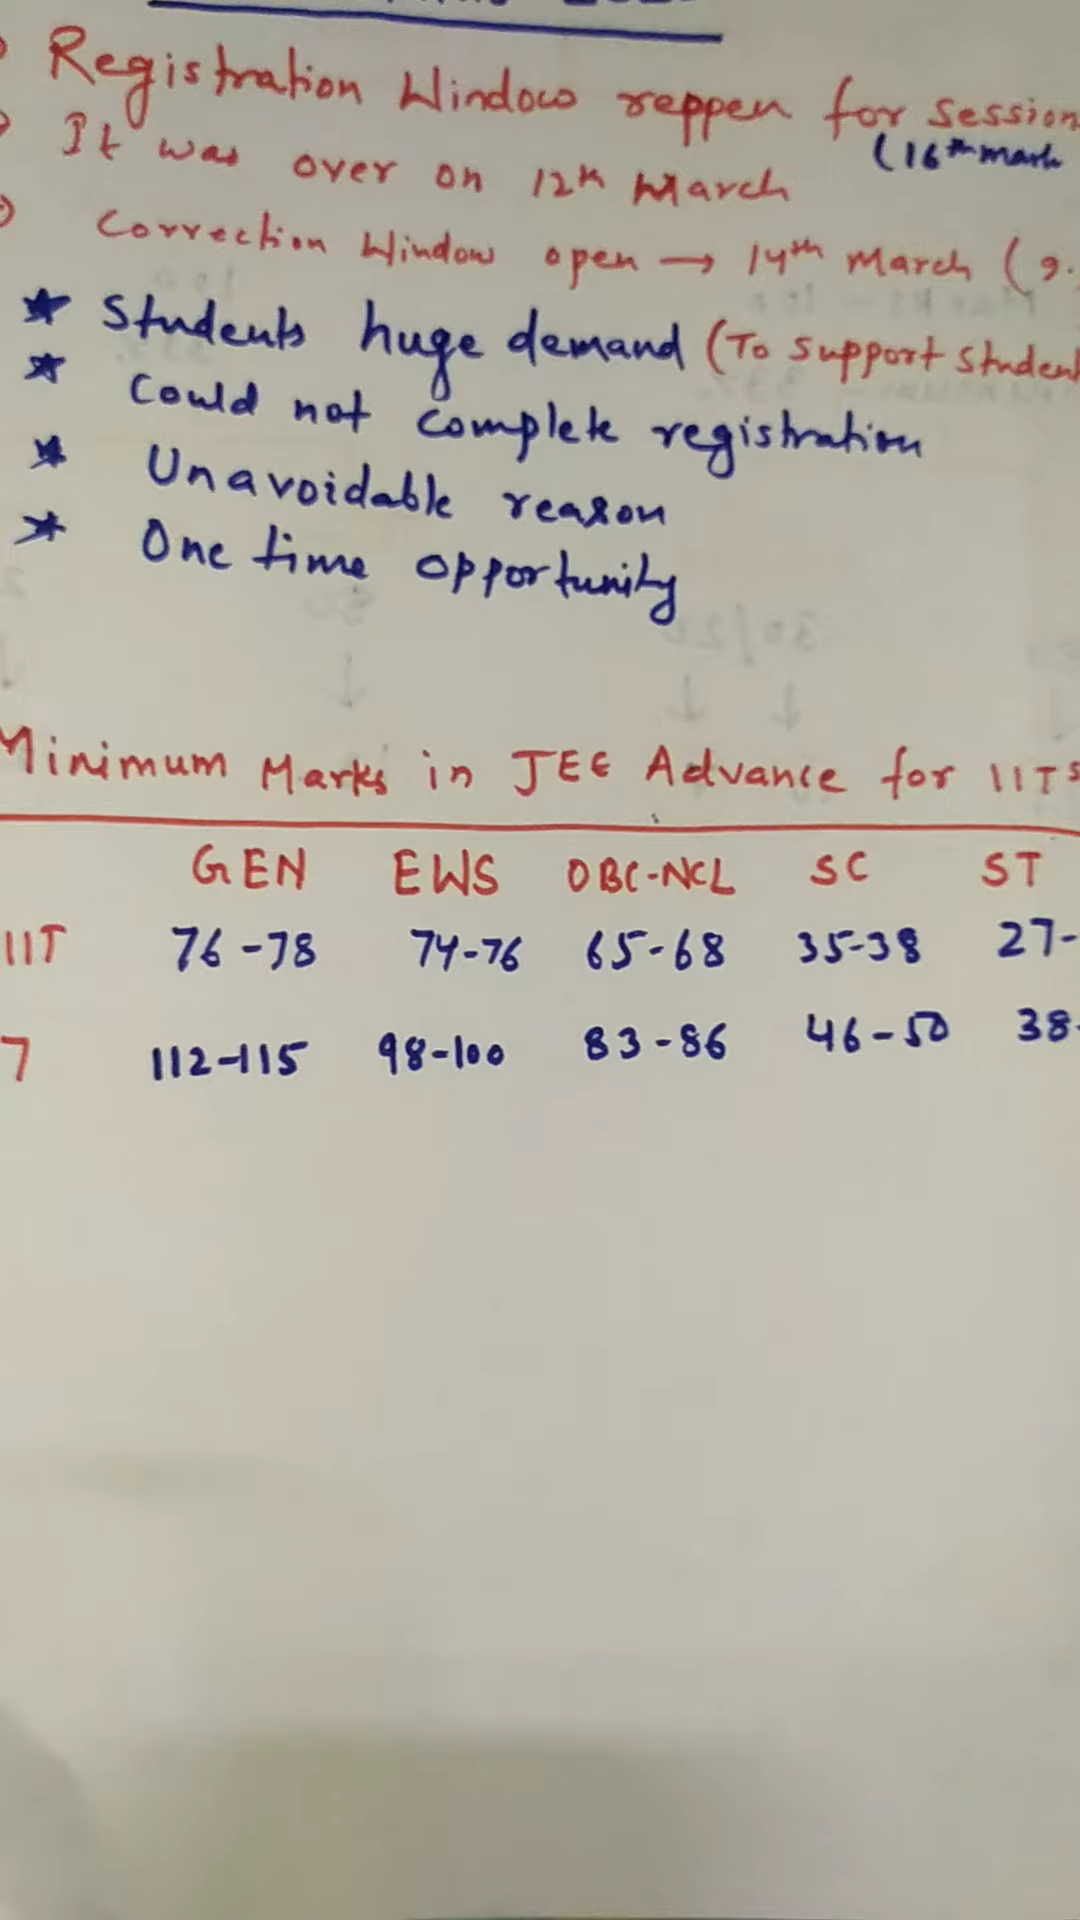 Registration Window reppen for session
(16th march
It was over on 12th March
Correction Window open → 14th March (9.
★ Students huge demand (To support student
★ Could not complete registration
★ Unavoidable reason
★ One time opportunity
Minimum Marks in JEE Advance for IITs
GEN EWS OBC-NCL SC ST
IIT 76-78 74-76 65-68 35-38 27-
7 112-115 98-100 83-86 46-50 38-